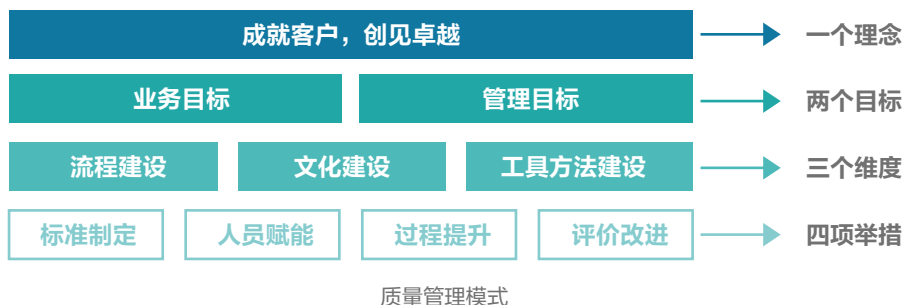 成就客户，创见卓越 一个理念
业务目标 管理目标 两个目标
流程建设 文化建设 工具方法建设 三个维度
标准制定 人员赋能 过程提升 评价改进 四项举措
质量管理模式